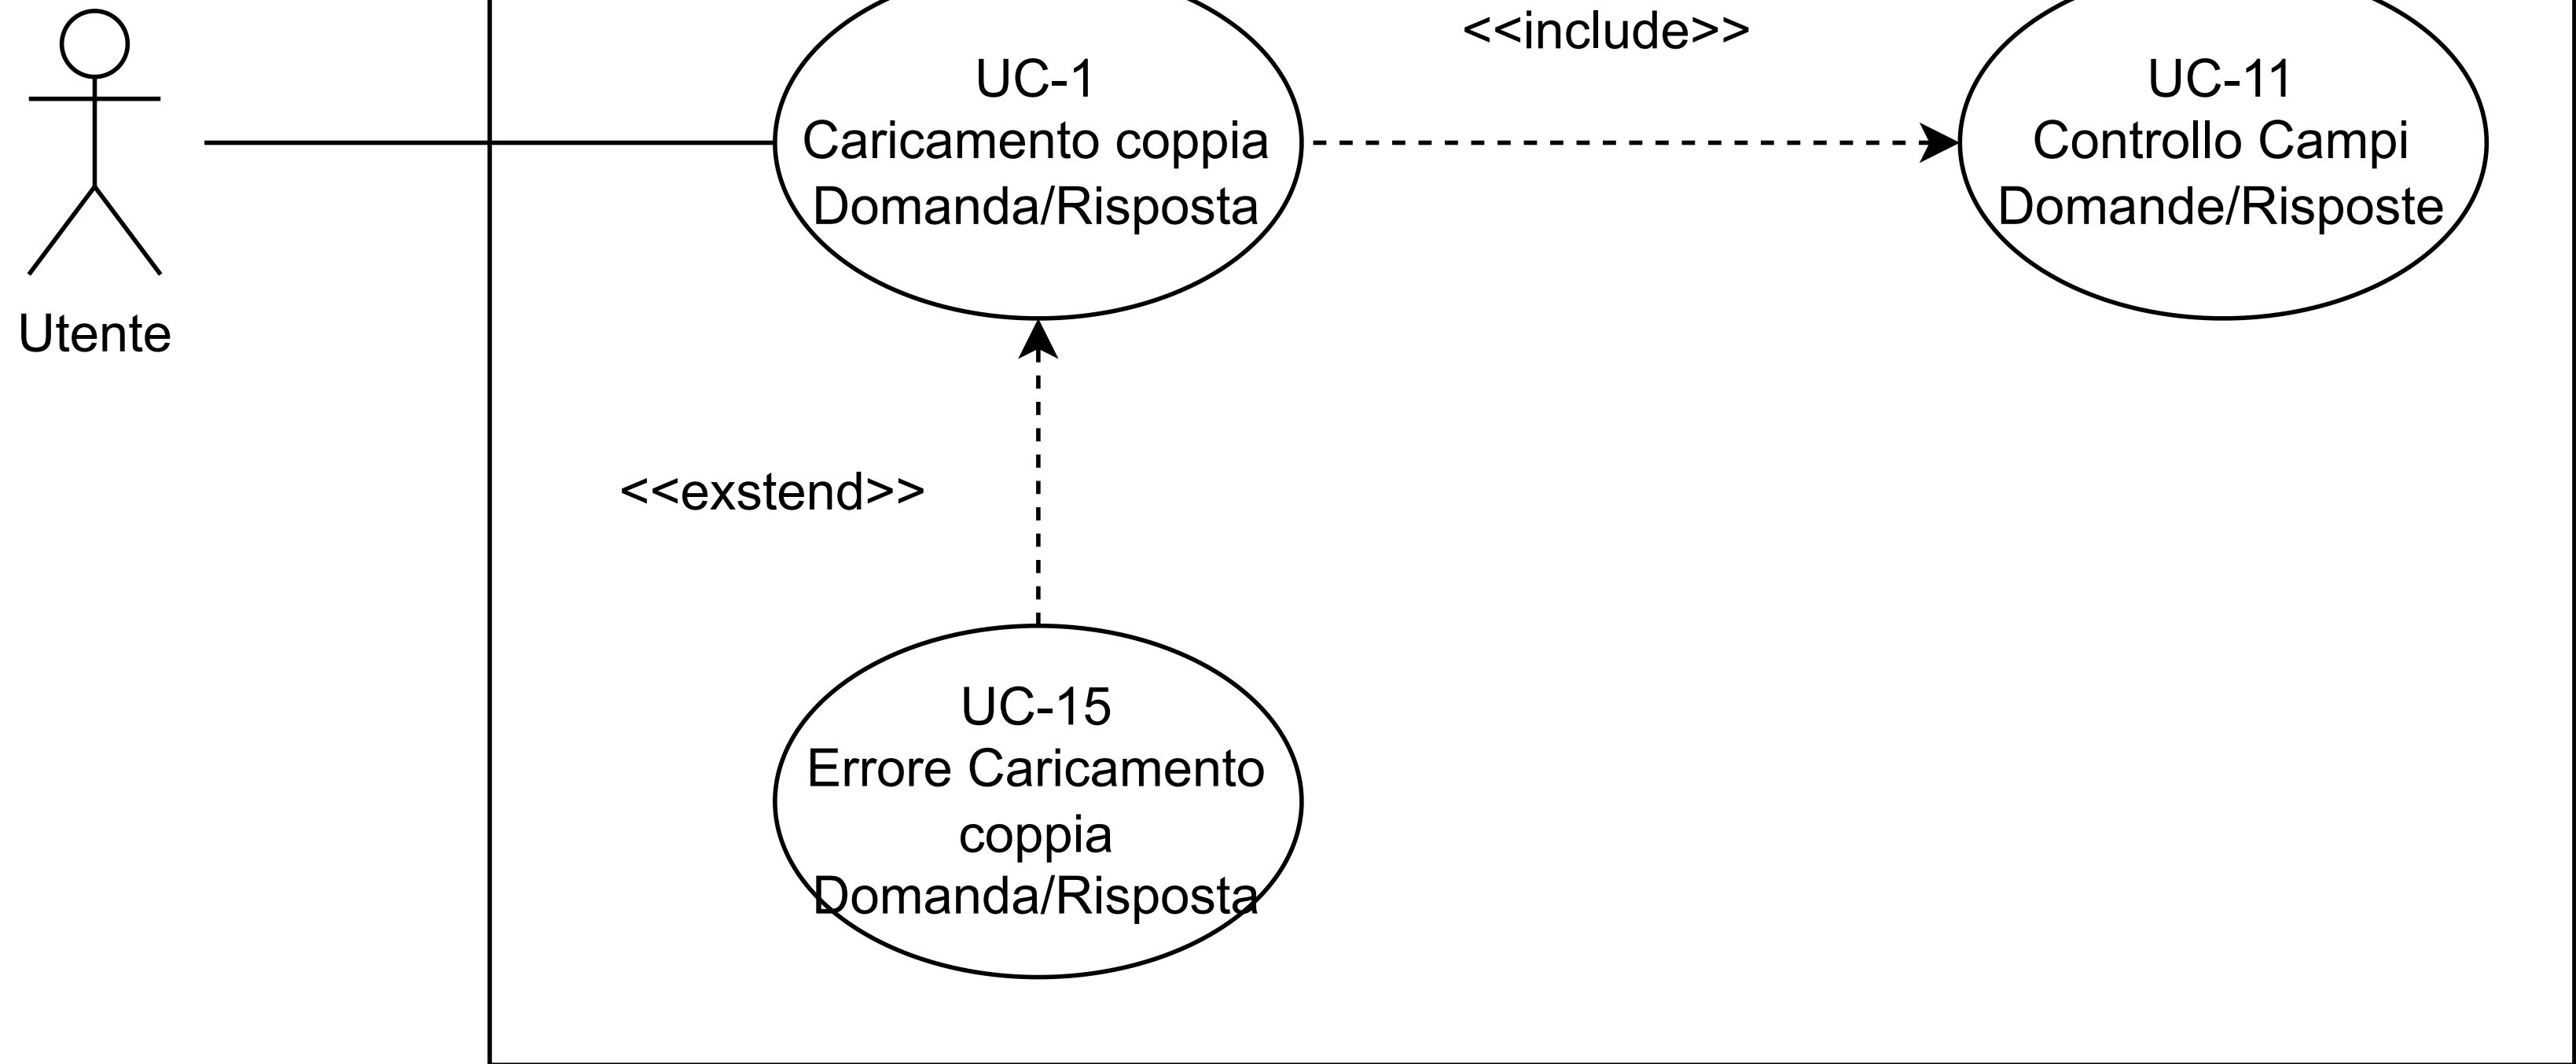 <<include>>
UC-1
Caricamento coppia
Domanda/Risposta
UC-11
Controllo Campi
Domande/Risposte
Utente
<<exstend>>
UC-15
Errore Caricamento
coppia
Domanda/Risposta